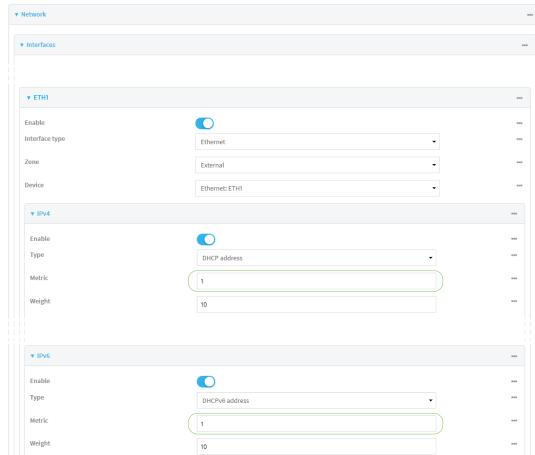 Network
Interfaces
ETH1
Enable
Interface type Ethernet
Zone External
Device Ethernet: ETH1
IPv4
Enable
Type DHCP address
Metric 1
Weight 10
IPv6
Enable
Type DHCPv6 address
Metric 1
Weight 10